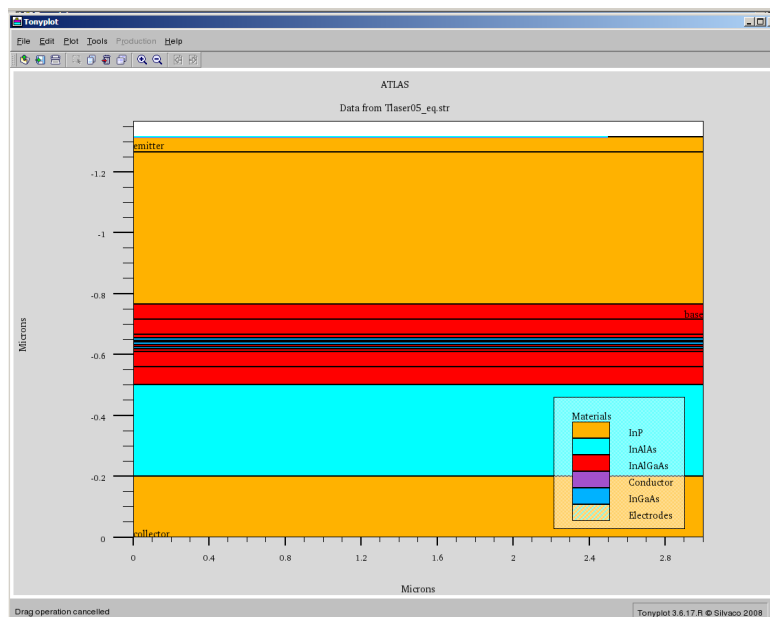 Tonyplot
File Edit Plot Tools Production Help
ATLAS
Data from Tlaser05_eq.str
emitter
-1.2
-1
-0.8
base
-0.6
Microns
-0.4
Materials
InP
InAlAs
InAlGaAs
Conductor
InGaAs
Electrodes
-0.2
collector
0
0 0.4 0.8 1.2 1.6 2 2.4 2.8
Microns
Drag operation cancelled
Tonyplot 3.6.17.R © Silvaco 2008